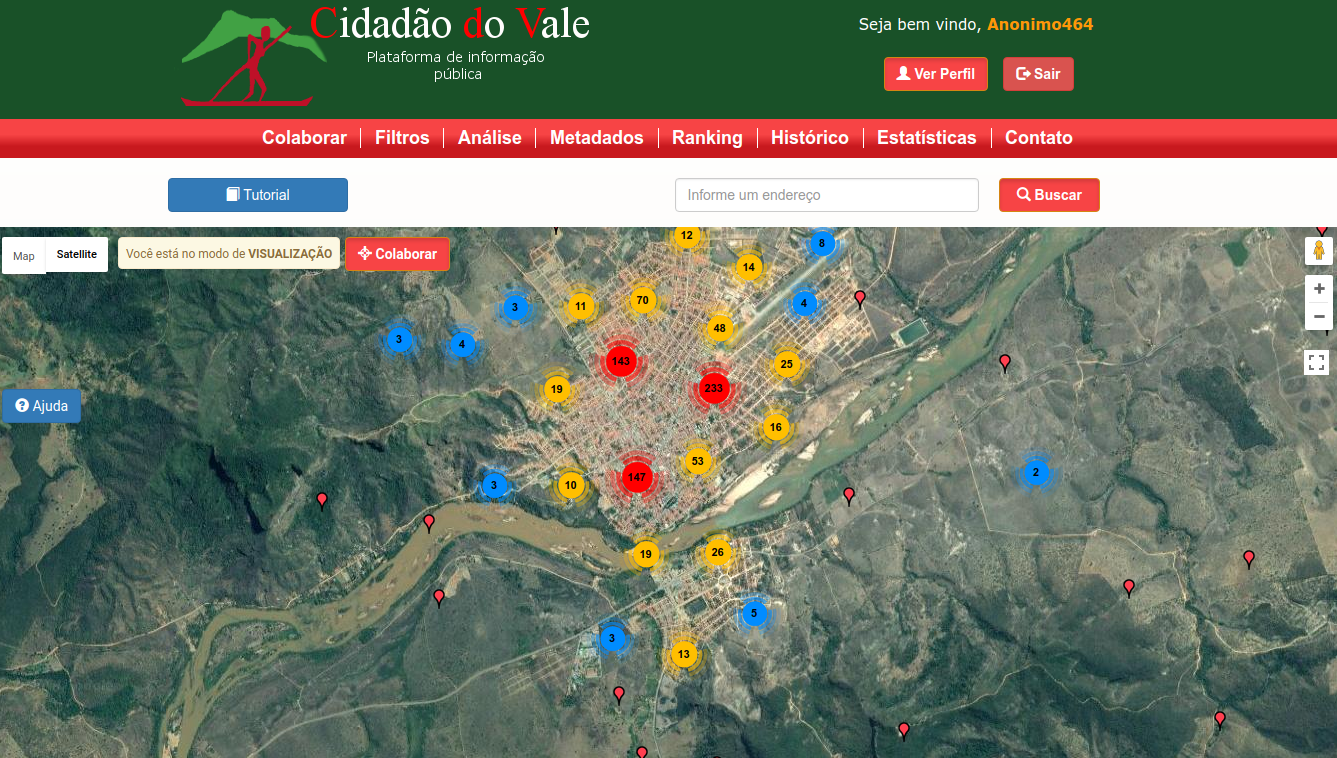 Cidadão do Vale
Plataforma de informação
pública
Seja bem vindo, Anonimo464
Ver Perfil
Sair
Colaborar
Filtros
Análise
Metadados
Ranking
Histórico
Estatísticas
Contato
Tutorial
Informe um endereço
Buscar
Map
Satellite
Você está no modo de VISUALIZAÇÃO
Colaborar
12
8
14
3
11
70
4
48
3
4
143
25
19
233
Ajuda
16
53
2
147
3
10
19
26
5
3
13